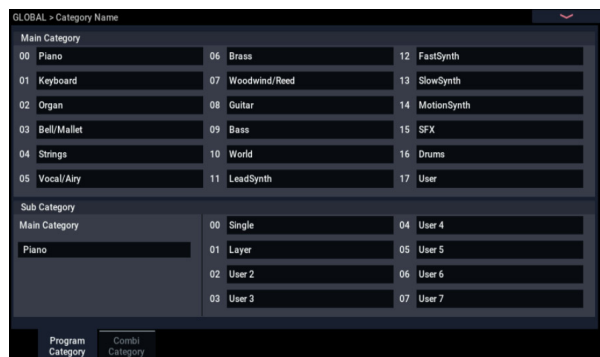 GLOBAL > Category Name
Main Category
00 Piano 06 Brass 12 FastSynth
01 Keyboard 07 Woodwind/Reed 13 SlowSynth
02 Organ 08 Guitar 14 MotionSynth
03 Bell/Mallet 09 Bass 15 SFX
04 Strings 10 World 16 Drums
05 Vocal/Airy 11 LeadSynth 17 User
Sub Category
Main Category
Piano
00 Single 04 User 4
01 Layer 05 User 5
02 User 2 06 User 6
03 User 3 07 User 7
Program
Category
Combi
Category